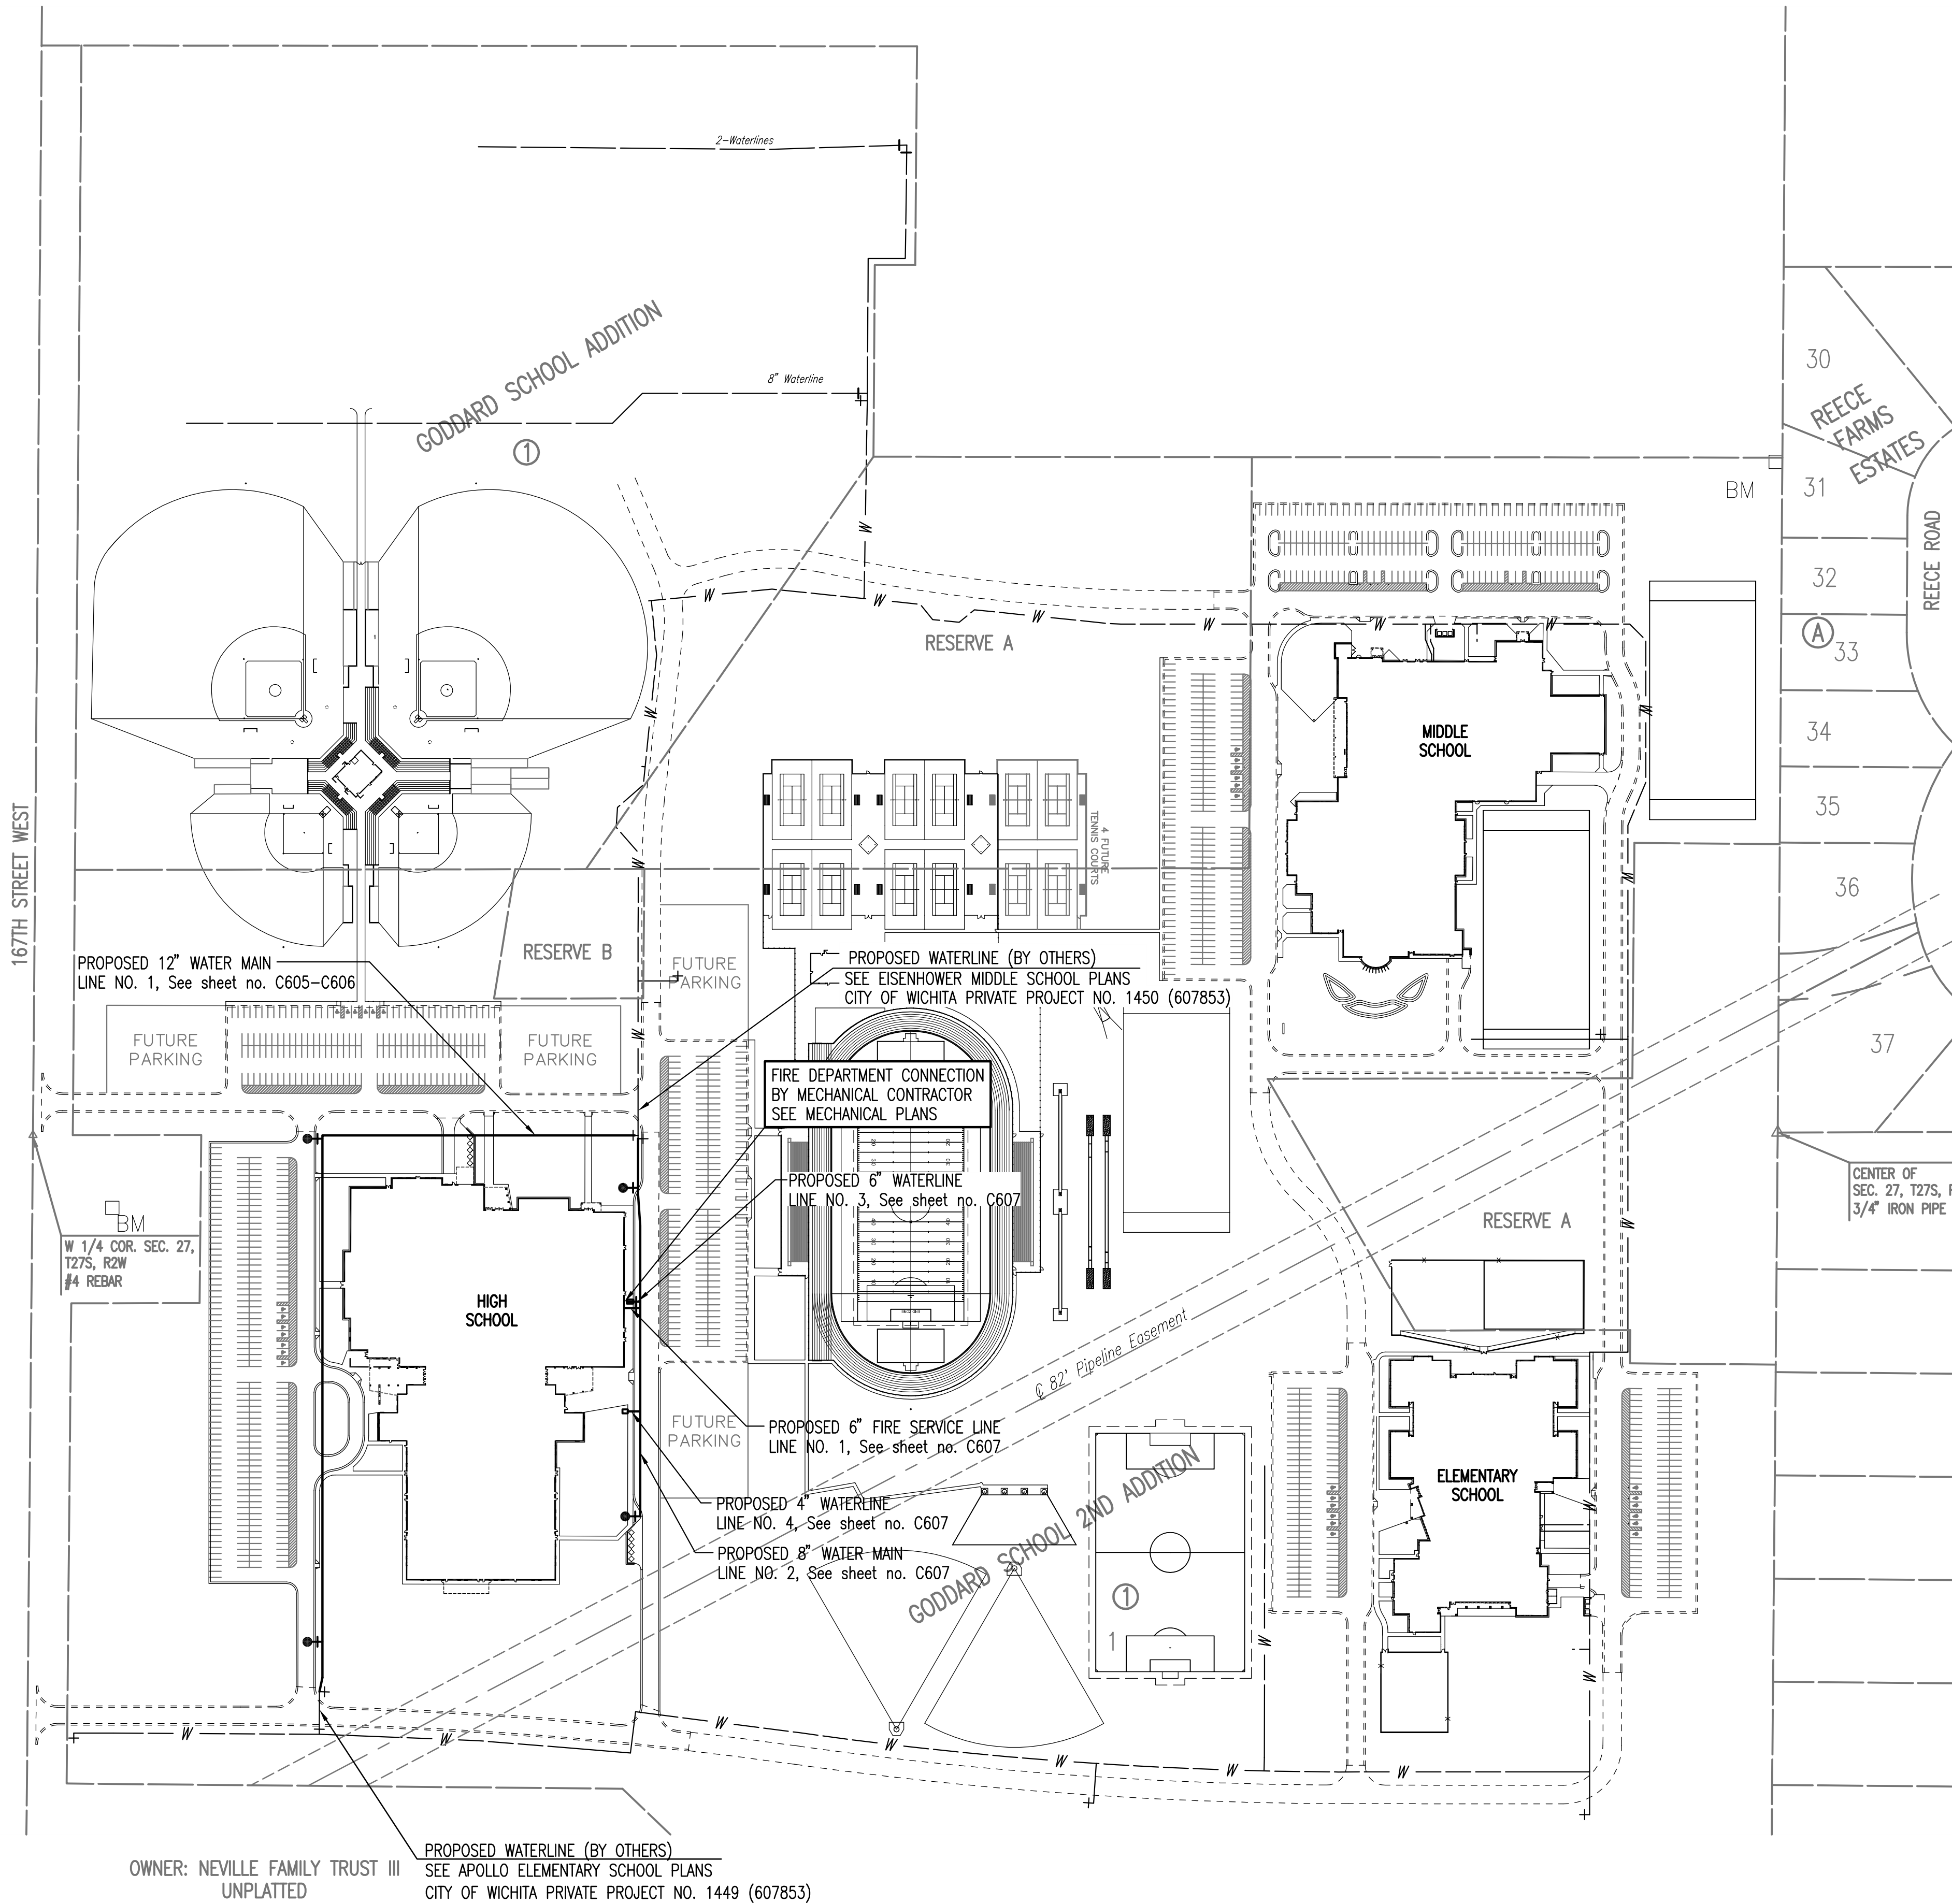 2-Waterlines
GODDARD SCHOOL ADDITION
1
8" Waterline
30
REECE
FARMS
ESTATES
BM
31
REECE ROAD
32
A
33
34
35
36
37
RESERVE A
MIDDLE
SCHOOL
4 FUTURE
TENNIS COURTS
167TH STREET WEST
RESERVE B
PROPOSED 12" WATER MAIN
LINE NO. 1, See sheet no. C605-C606
FUTURE
PARKING
FUTURE
PARKING
FUTURE
PARKING
PROPOSED WATERLINE (BY OTHERS)
SEE EISENHOWER MIDDLE SCHOOL PLANS
CITY OF WICHITA PRIVATE PROJECT NO. 1450 (607853)
FIRE DEPARTMENT CONNECTION
BY MECHANICAL CONTRACTOR
SEE MECHANICAL PLANS
PROPOSED 6" WATERLINE
LINE NO. 3, See sheet no. C607
BM
W 1/4 COR. SEC. 27,
T27S, R2W
#4 REBAR
CENTER OF
SEC. 27, T27S,
3/4" IRON PIPE
RESERVE A
HIGH
SCHOOL
₵ 82' Pipeline Easement
FUTURE
PARKING
PROPOSED 6" FIRE SERVICE LINE
LINE NO. 1, See sheet no. C607
PROPOSED 4" WATERLINE
LINE NO. 4, See sheet no. C607
PROPOSED 8" WATER MAIN
LINE NO. 2, See sheet no. C607
GODDARD SCHOOL 2ND ADDITION
1
1
ELEMENTARY
SCHOOL
W W W W W W W W W W W W W W W W W W W W W
OWNER: NEVILLE FAMILY TRUST III
UNPLATTED
PROPOSED WATERLINE (BY OTHERS)
SEE APOLLO ELEMENTARY SCHOOL PLANS
CITY OF WICHITA PRIVATE PROJECT NO. 1449 (607853)